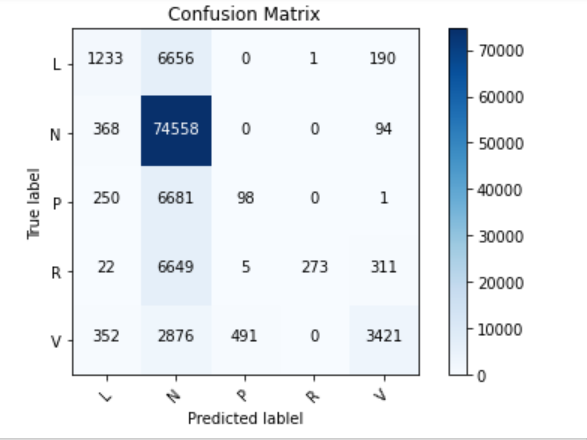 Confusion Matrix
L 1233 6656 0 1 190
N 368 74558 0 0 94
P 250 6681 98 0 1
R 22 6649 5 273 311
V 352 2876 491 0 3421
L N P R V
True label
Predicted lablel
70000
60000
50000
40000
30000
20000
10000
0